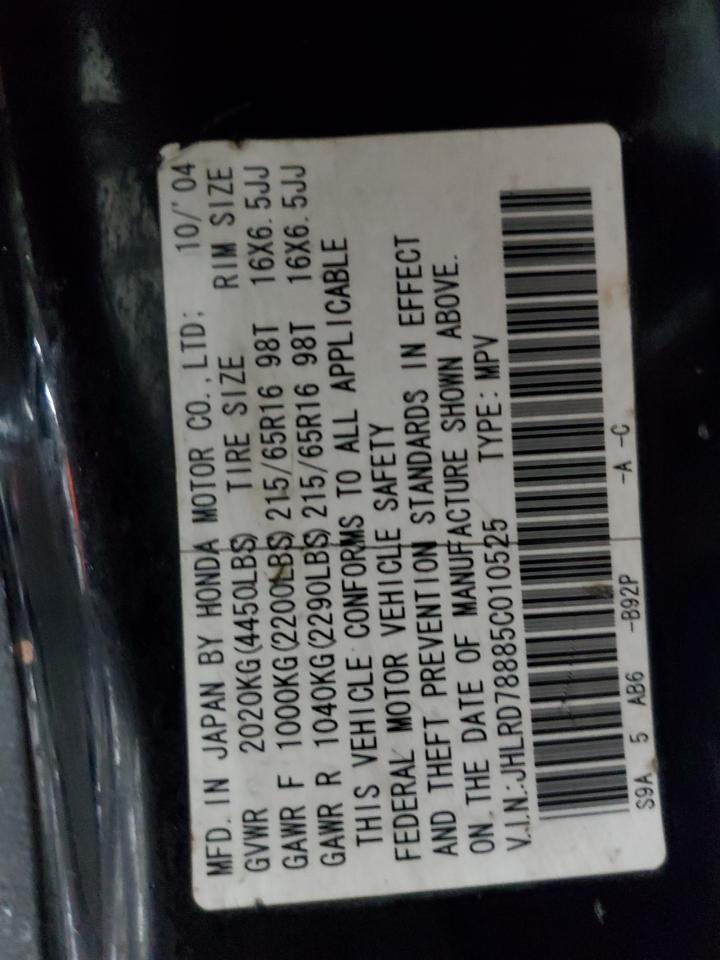 MFD. IN JAPAN BY HONDA MOTOR CO., LTD: 10/'04
GVWR 2020KG(4450LBS) TIRE SIZE RIM SIZE
GAWR F 1000KG(2200LBS) 215/65R16 98T 16X6.5JJ
GAWR R 1040KG(2290LBS) 215/65R16 98T 16X6.5JJ
THIS VEHICLE CONFORMS TO ALL APPLICABLE
FEDERAL MOTOR VEHICLE SAFETY
AND THEFT PREVENTION STANDARDS IN EFFECT
ON THE DATE OF MANUFACTURE SHOWN ABOVE.
V.I.N.:JHLRD78885C010525 TYPE: MPV
S9A 5 AB6 -B92P -A -C